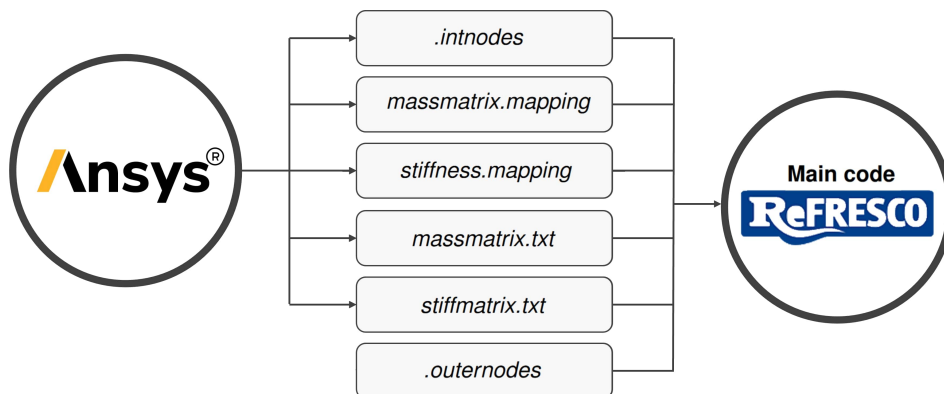 .intnodes
massmatrix.mapping
Ansys®
stiffness.mapping
Main code
ReFRESCO
massmatrix.txt
stiffmatrix.txt
.outernodes